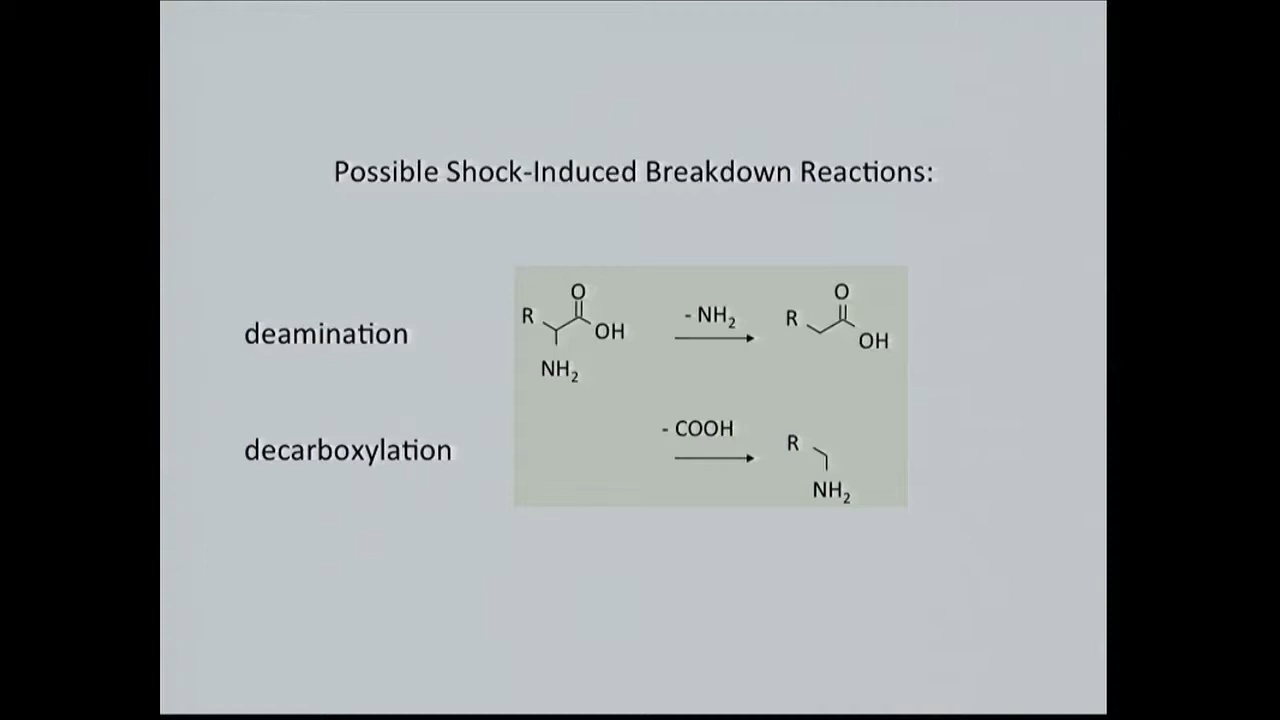 Possible Shock-Induced Breakdown Reactions:
deamination
R
O
OH
NH₂
- NH₂
R
O
OH
decarboxylation
- COOH
R
NH₂